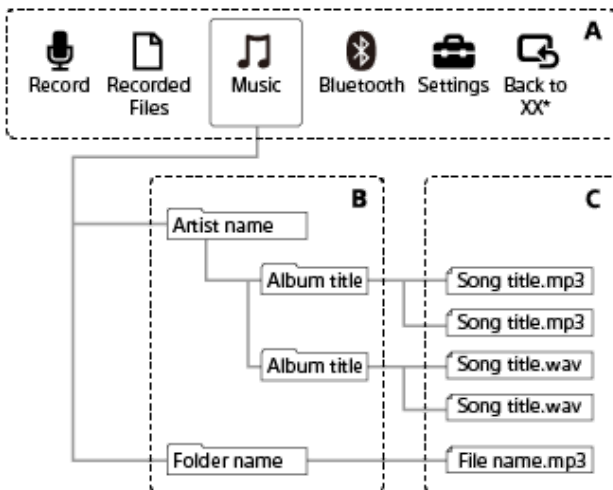 A
Record
Recorded
Files
Music
Bluetooth
Settings
Back to
XX*
B
C
Artist name
Album title
Song title.mp3
Song title.mp3
Album title
Song title.wav
Song title.wav
Folder name
File name.mp3